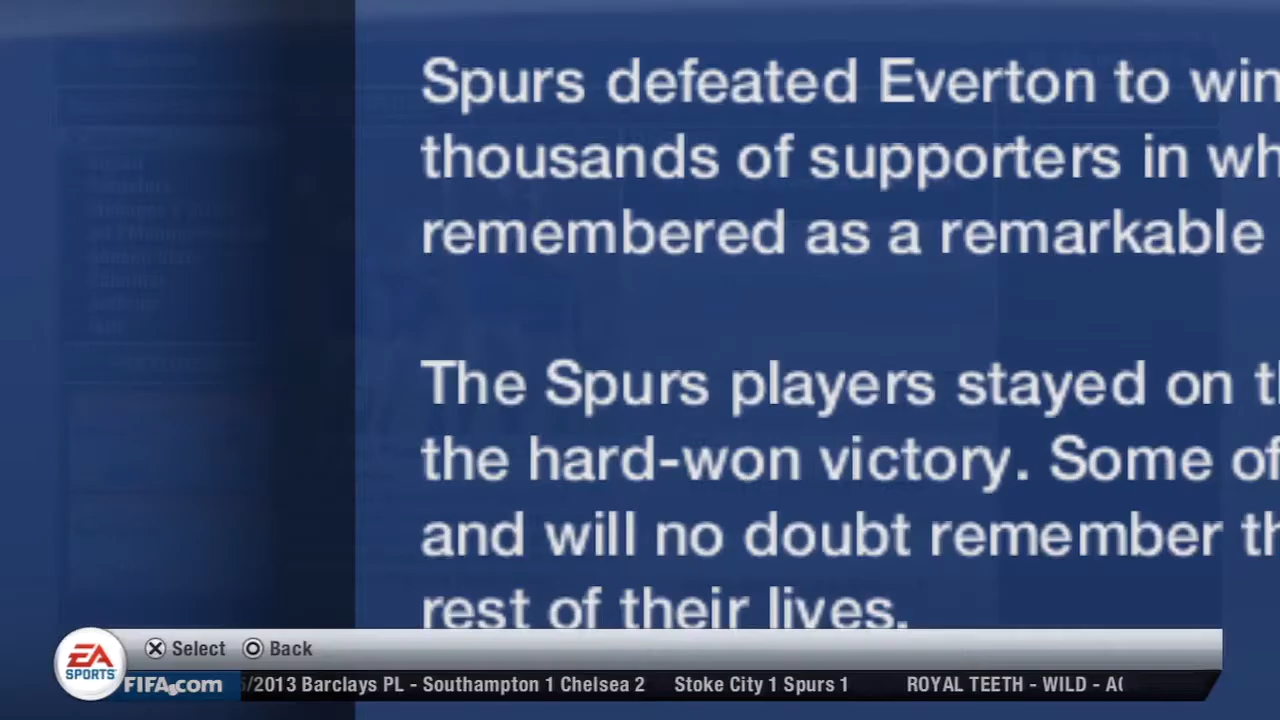 Spurs defeated Everton to win
thousands of supporters in wh
remembered as a remarkable
The Spurs players stayed on th
the hard-won victory. Some of
and will no doubt remember th
rest of their lives.
Select Back
EA SPORTS
FIFA.com /2013 Barclays PL - Southampton 1 Chelsea 2 Stoke City 1 Spurs 1 ROYAL TEETH - WILD -